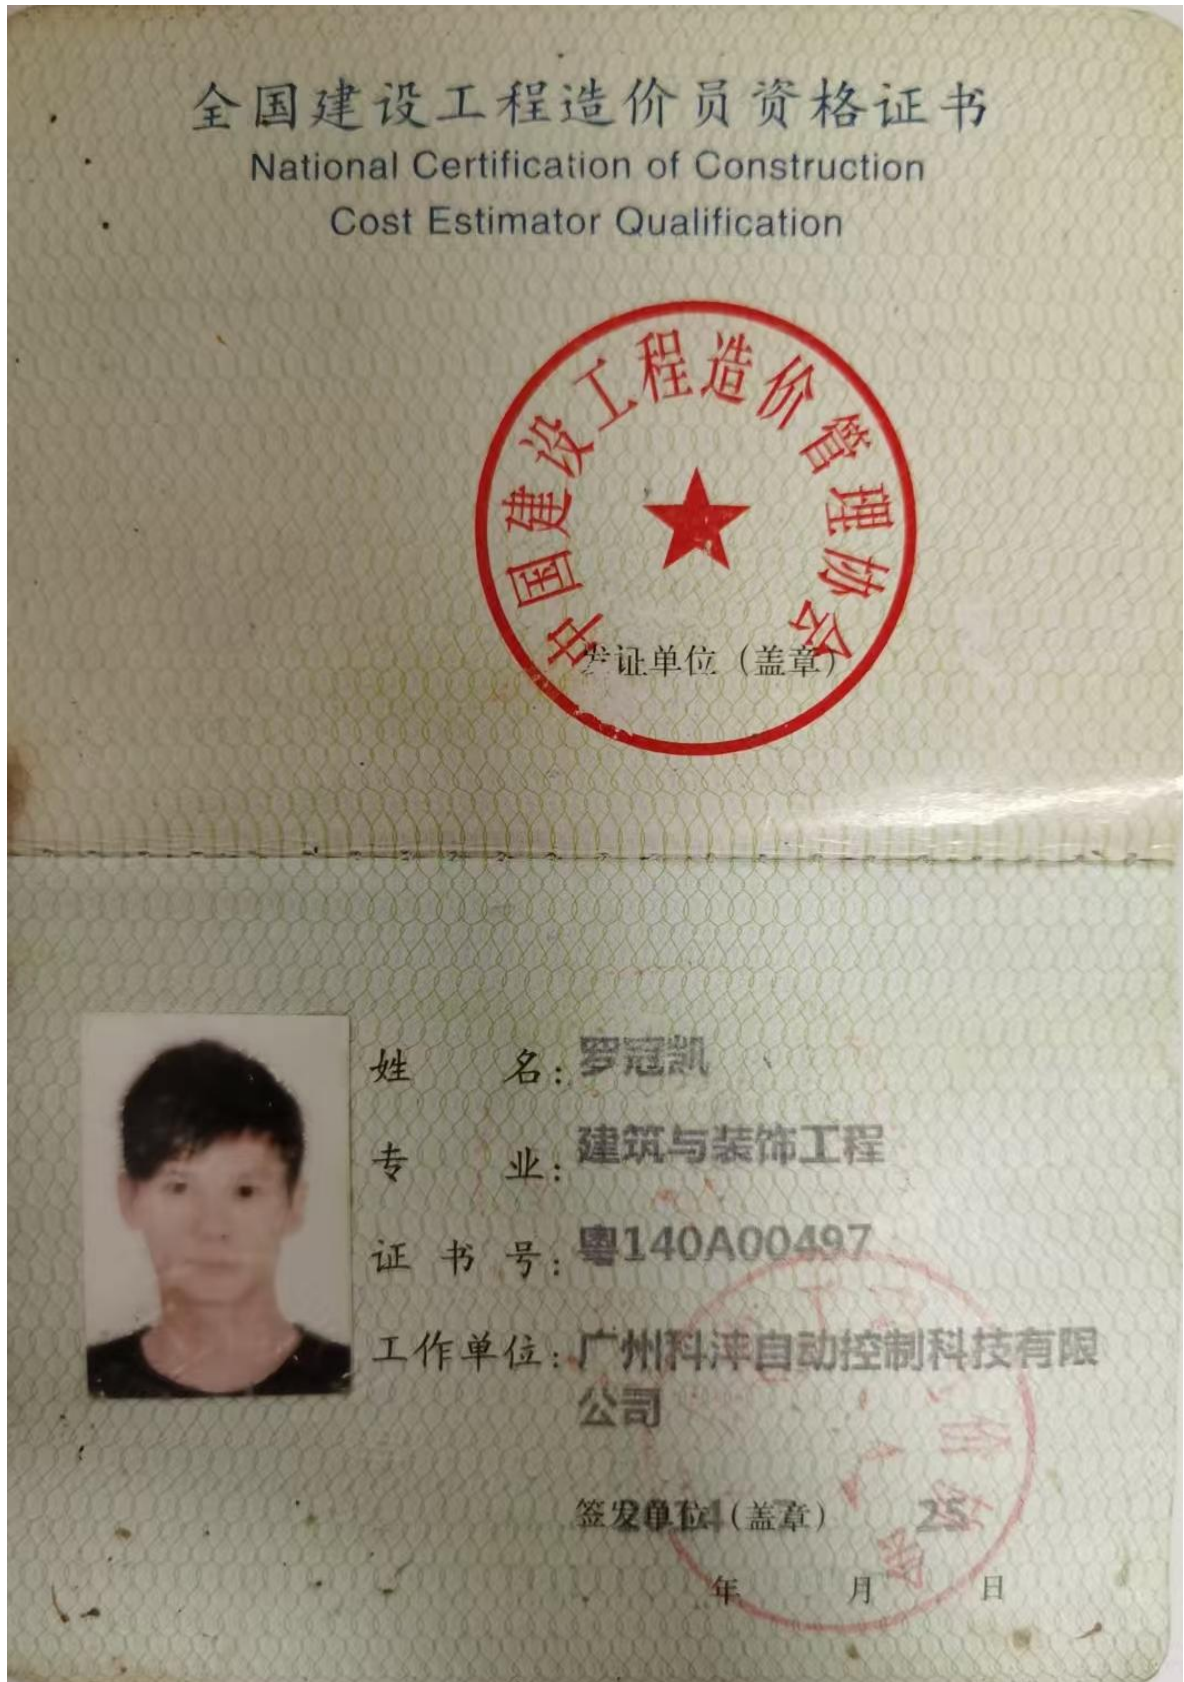 全国建设工程造价员资格证书
National Certification of Construction
Cost Estimator Qualification
中国建设工程造价管理协会
发证单位（盖章）
姓名：罗冠凯
专业：建筑与装饰工程
证书号：粤140A00497
工作单位：广州科沣自动控制科技有限
公司
签发单位（盖章）
2014 7 25
年 月 日